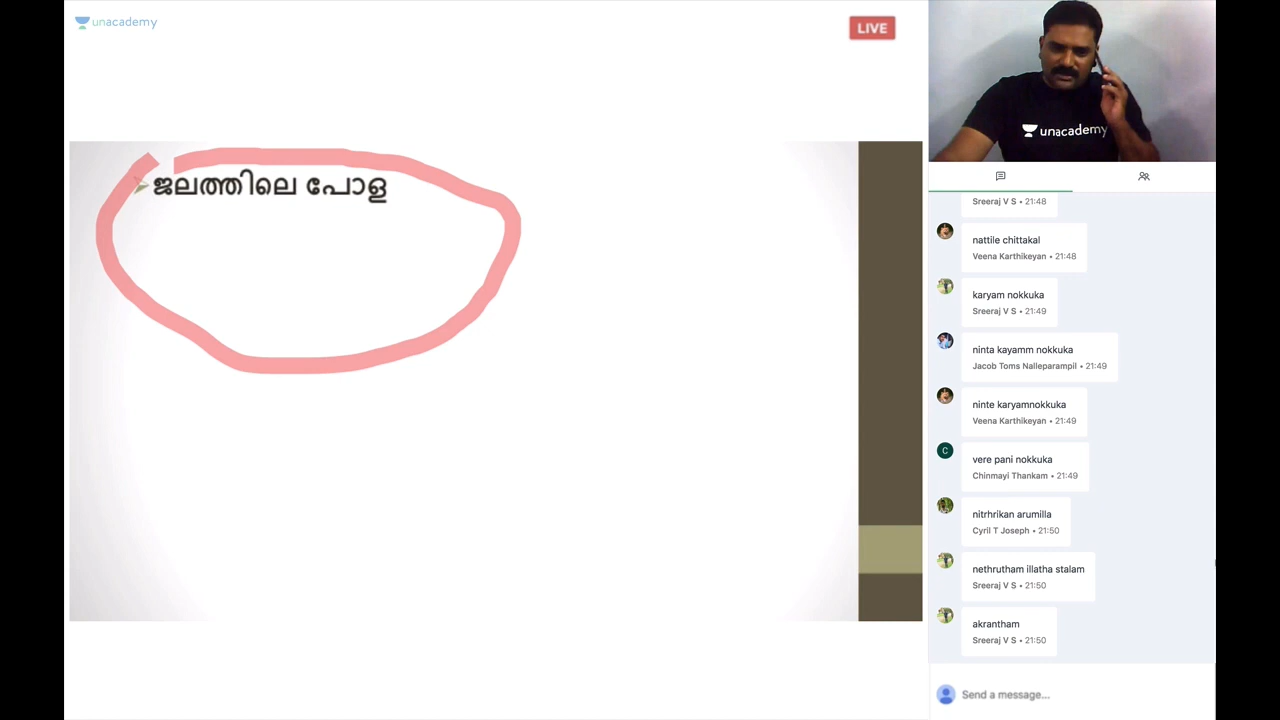 unacademy
LIVE
ജലത്തിലെ പോള
unacademy
Sreeraj V S • 21:48
nattile chittakal
Veena Karthikeyan • 21:48
karyam nokkuka
Sreeraj V S • 21:49
ninta kayamm nokkuka
Jacob Toms Nalleparampil • 21:49
ninte karyamnokkuka
Veena Karthikeyan • 21:49
C
vere pani nokkuka
Chinmayi Thankam • 21:49
nitrhrikan arumilla
Cyril T Joseph • 21:50
nethrutham illatha stalam
Sreeraj V S • 21:50
akrantham
Sreeraj V S • 21:50
Send a message...